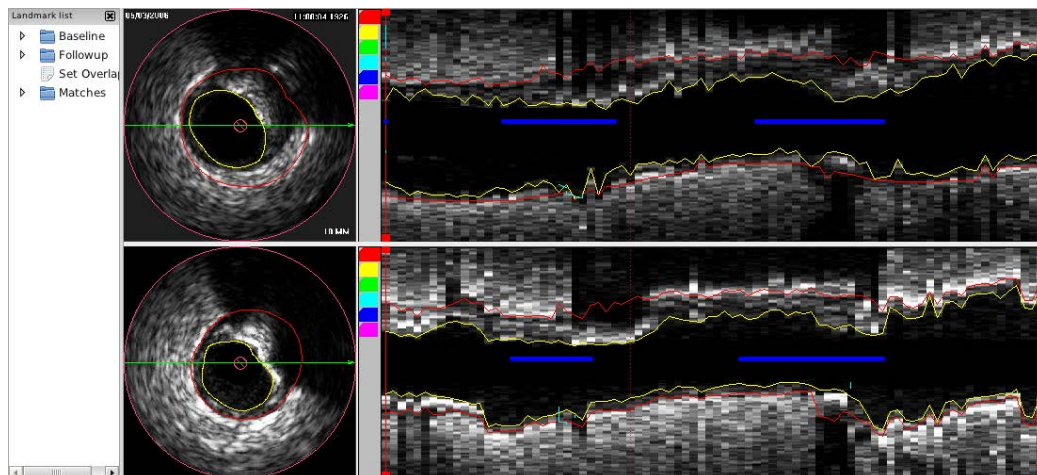 Landmark list
Baseline
Followup
Set Overlap
Matches
05/03/2006
11:00:04 1926
10 MM